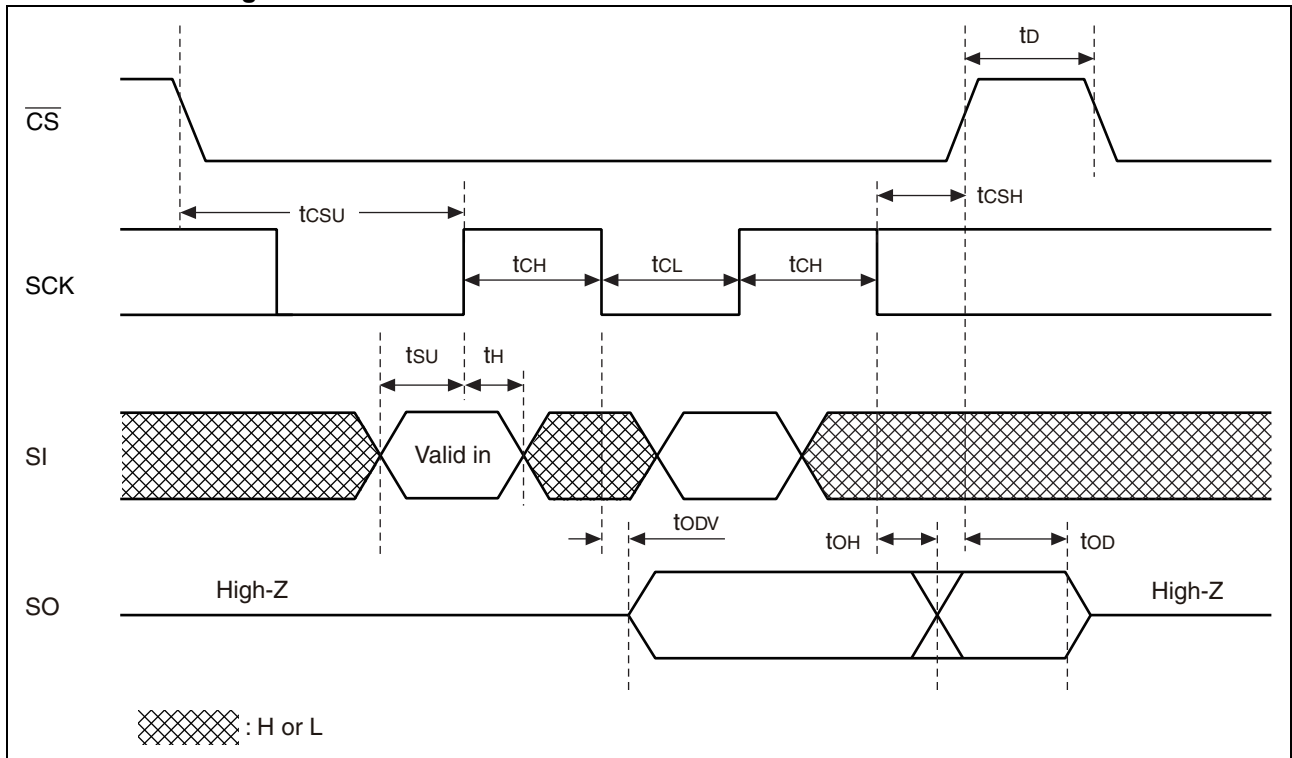 tD
CS
tCSH
tCSU
SCK
tCH
tCL
tCH
tSU
tH
SI
Valid in
tODV
tOH
tOD
SO
High-Z
High-Z
: H or L